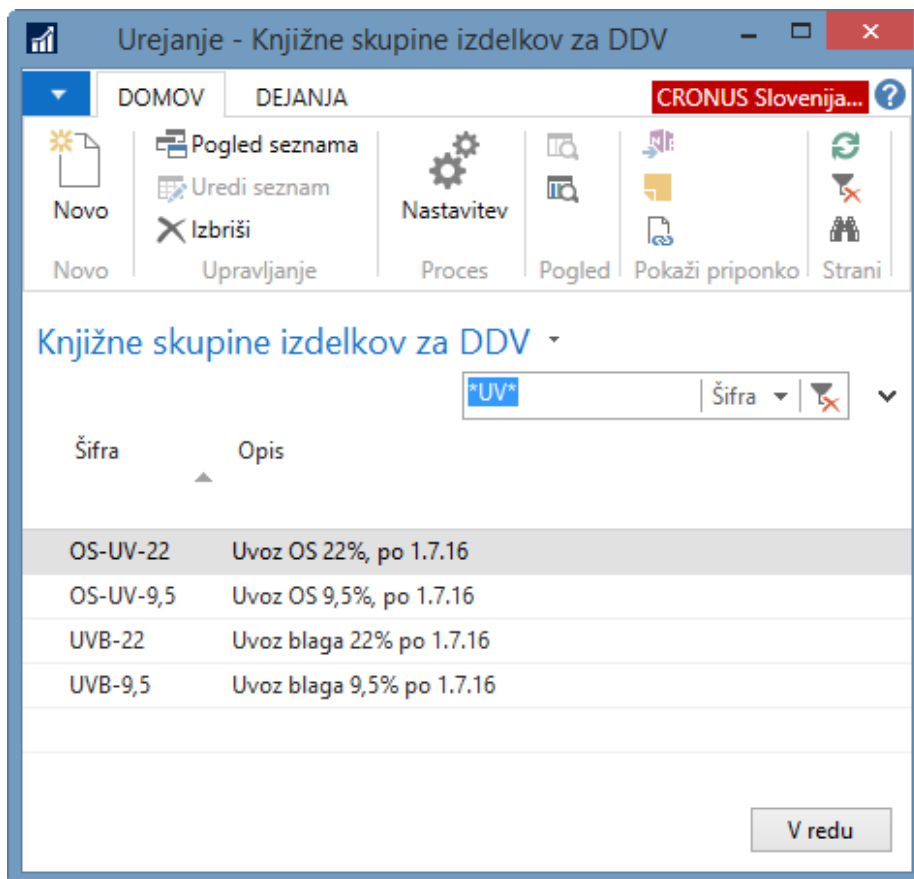 Urejanje - Knjižne skupine izdelkov za DDV
DOMOV DEJANJA CRONUS Slovenija...
Novo
Pogled seznama
Uredi seznam
Izbriši
Nastavitev
Novo Upravljanje Proces Pogled Pokaži priponko Strani
Knjižne skupine izdelkov za DDV
*UV* Šifra
Šifra Opis
OS-UV-22 Uvoz OS 22%, po 1.7.16
OS-UV-9,5 Uvoz OS 9,5%, po 1.7.16
UVB-22 Uvoz blaga 22% po 1.7.16
UVB-9,5 Uvoz blaga 9,5% po 1.7.16
V redu